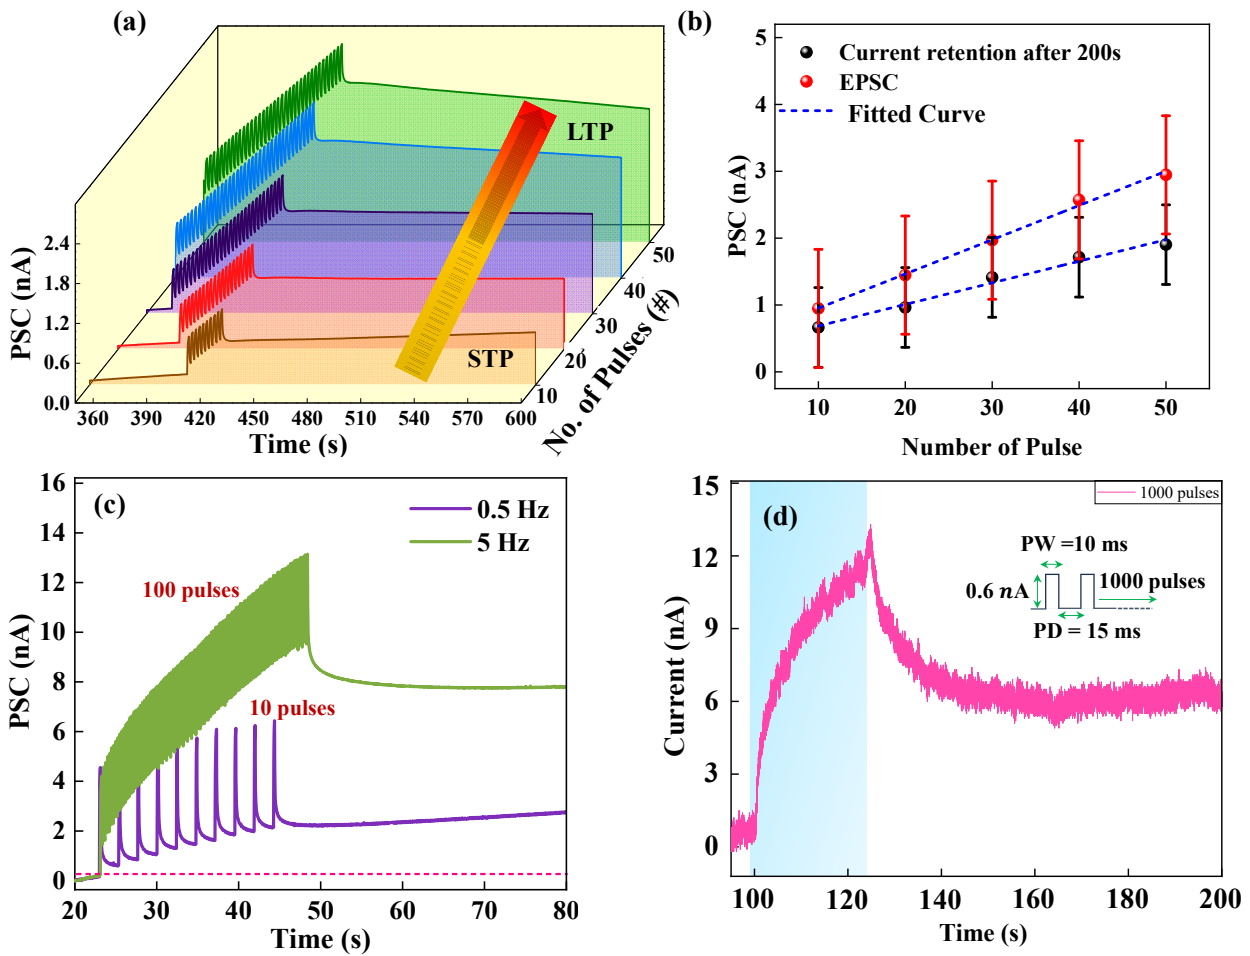 (a)
LTP
STP
PSC (nA)
2.4
1.8
1.2
0.6
0.0
360 390 420 450 480 510 540 570 600
Time (s)
10
20
30
40
50
No. of Pulses (#)
(b)
Current retention after 200s
EPSC
Fitted Curve
PSC (nA)
5
4
3
2
1
0
10 20 30 40 50
Number of Pulse
(c)
0.5 Hz
5 Hz
100 pulses
10 pulses
PSC (nA)
16
14
12
10
8
6
4
2
0
20 30 40 50 60 70 80
Time (s)
(d)
1000 pulses
PW =10 ms
0.6 nA
1000 pulses
PD = 15 ms
Current (nA)
15
12
9
6
3
0
100 120 140 160 180 200
Time (s)